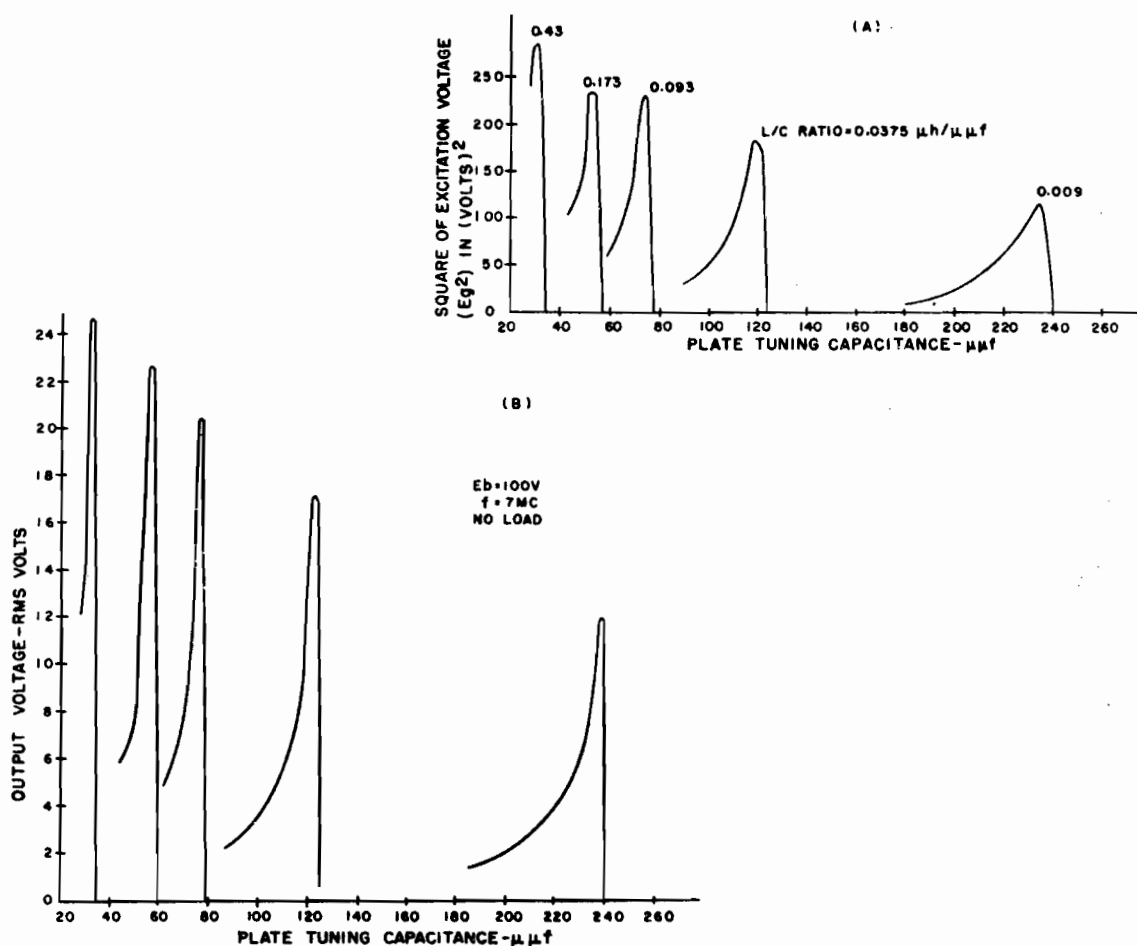 (A)
SQUARE OF EXCITATION VOLTAGE
(Eg²) IN (VOLTS)²
250
200
150
100
50
0
0.43
0.173
0.093
L/C RATIO=0.0375 μh/μμf
0.009
20 40 60 80 100 120 140 160 180 200 220 240 260
PLATE TUNING CAPACITANCE-μμf
(B)
OUTPUT VOLTAGE-RMS VOLTS
24
22
20
18
16
14
12
10
8
6
4
2
0
Eb=100V
f=7MC
NO LOAD
20 40 60 80 100 120 140 160 180 200 220 240 260
PLATE TUNING CAPACITANCE-μμf